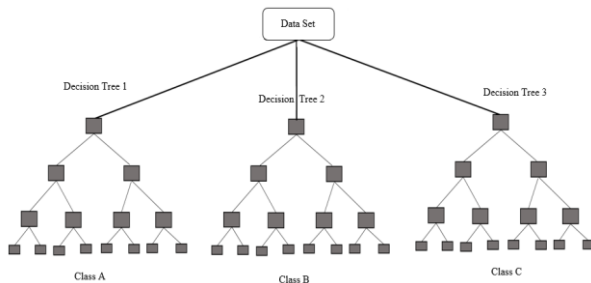 Data Set
Decision Tree 1
Decision Tree 2
Decision Tree 3
Class A
Class B
Class C